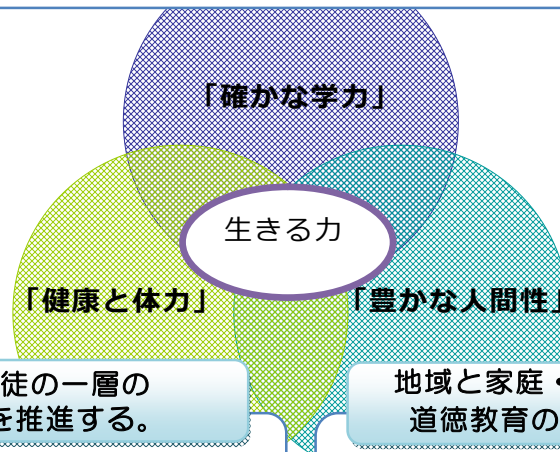 「確かな学力」
生きる力
「健康と体力」
「豊かな人間性」
徒の一層の
を推進する。
地域と家庭・
道徳教育の